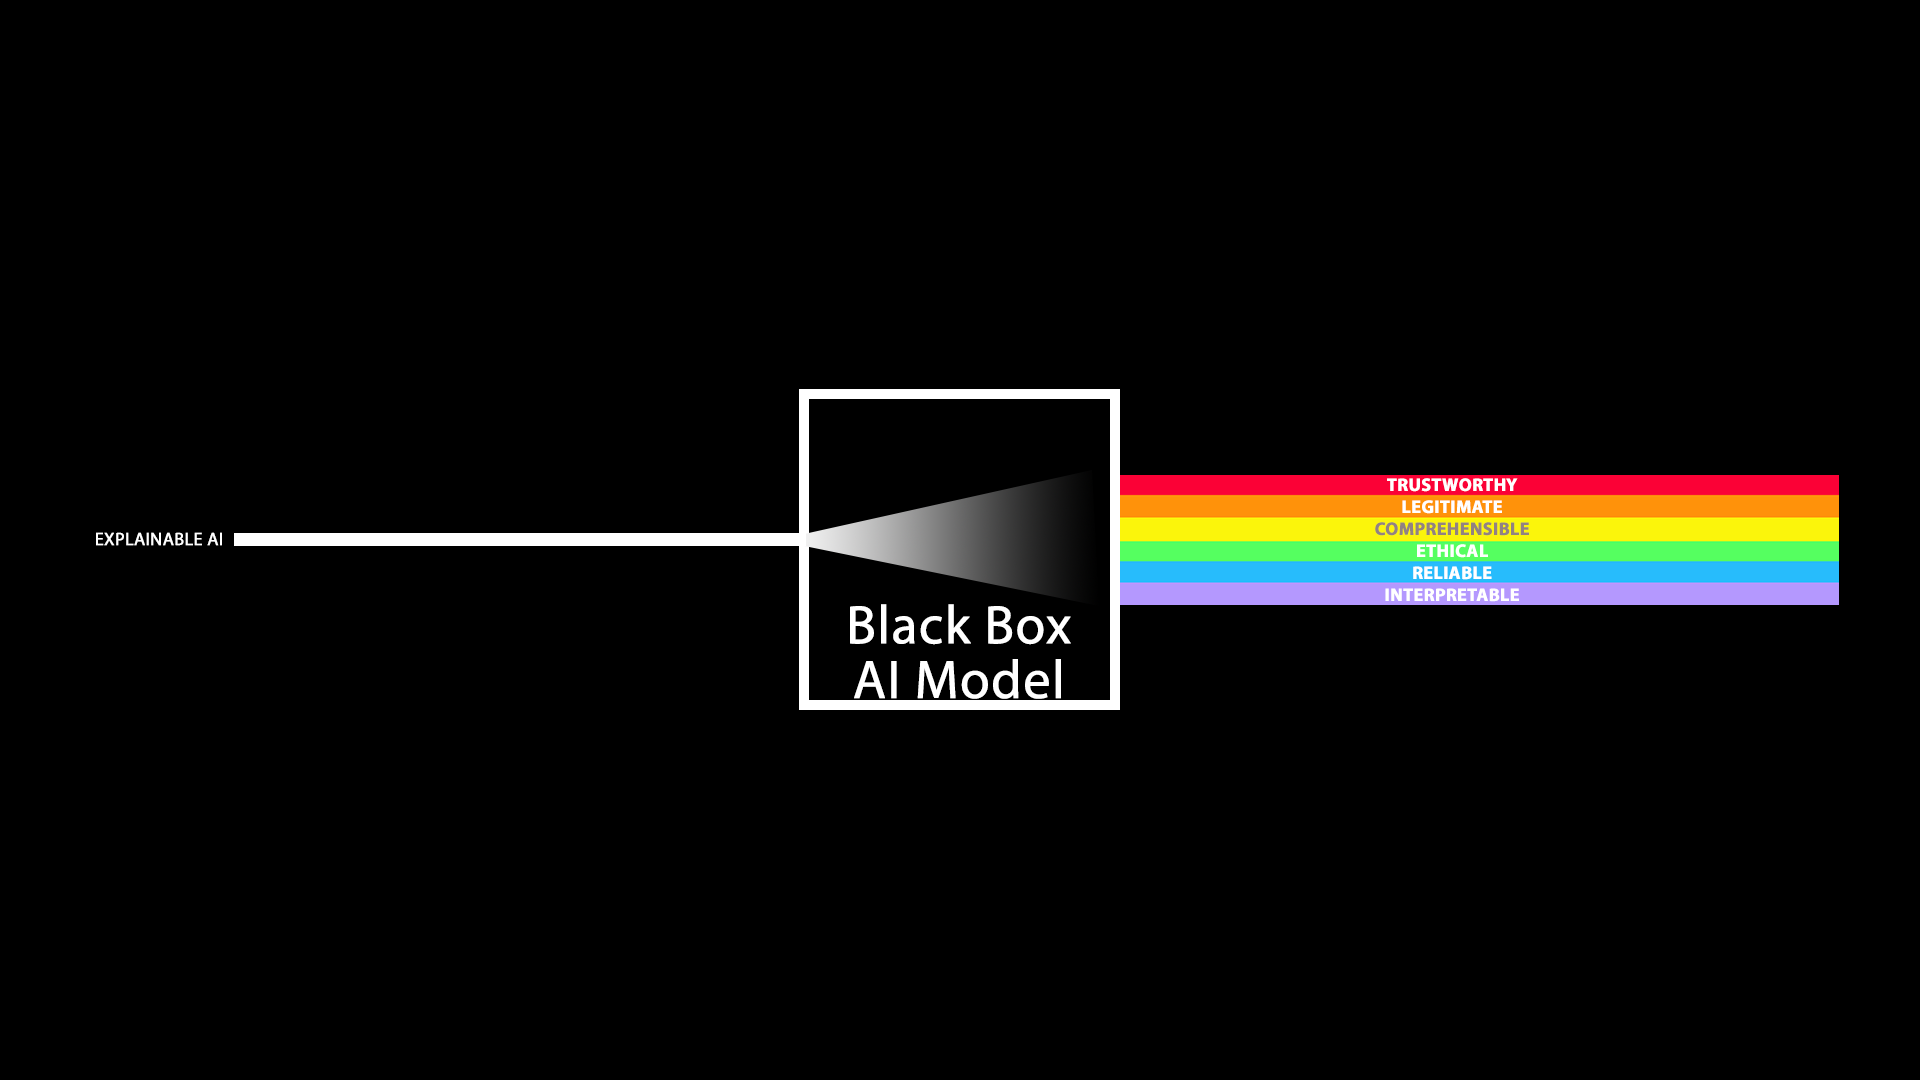 EXPLAINABLE AI
Black Box
AI Model
TRUSTWORTHY
LEGITIMATE
COMPREHENSIBLE
ETHICAL
RELIABLE
INTERPRETABLE